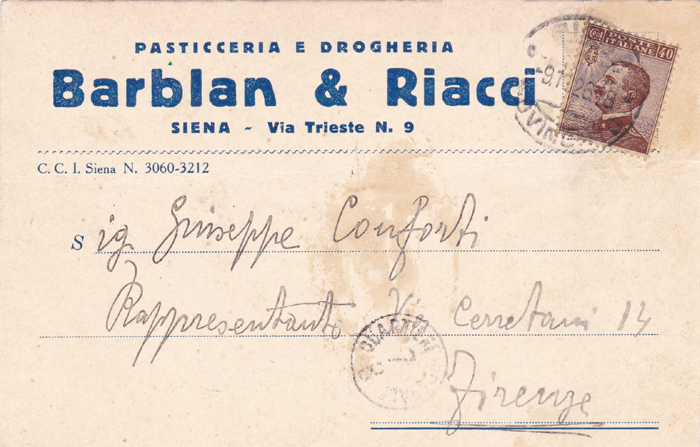 PASTICCERIA E DROGHERIA
Barblan & Riacci
SIENA - Via Trieste N. 9
C. C. I. Siena N. 3060-3212
POSTE ITALIANE
40
Sig Giuseppe Conforti
Rappresentante Via Cerretani 14
Firenze